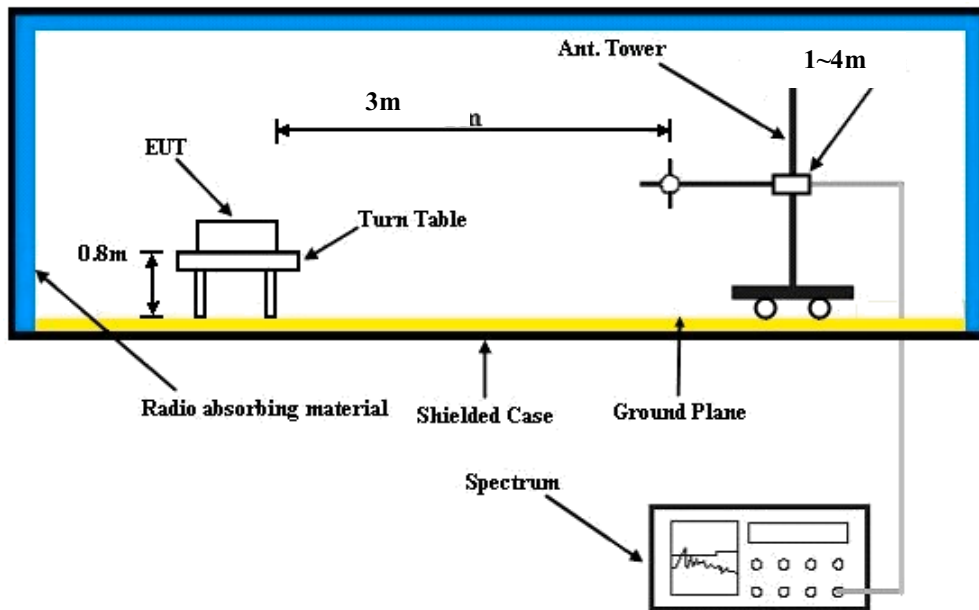 Ant. Tower
1~4m
3m
n
EUT
Turn Table
0.8m
Radio absorbing material
Shielded Case
Ground Plane
Spectrum